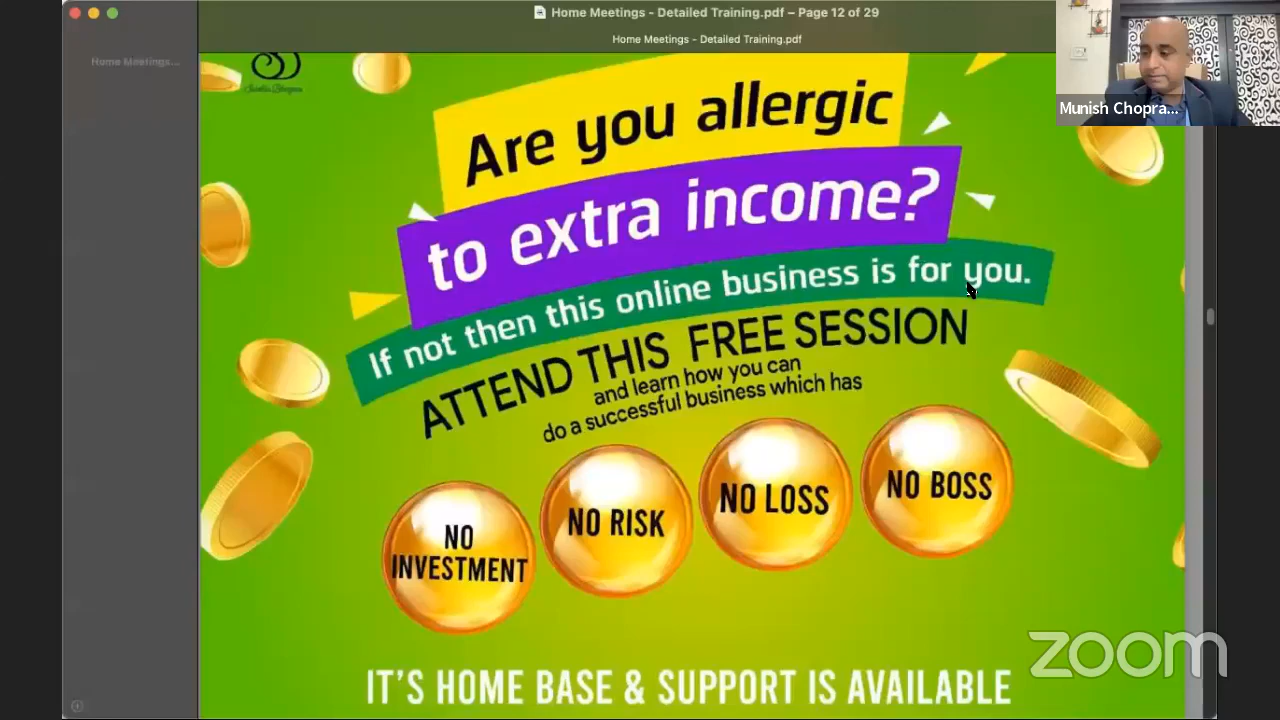 Home Meetings - Detailed Training.pdf – Page 12 of 29
Home Meetings - Detailed Training.pdf
Home Meetings...
Munish Chopra...
Are you allergic
to extra income?
If not then this online business is for you.
ATTEND THIS FREE SESSION
and learn how you can
do a successful business which has
NO
INVESTMENT
NO RISK
NO LOSS
NO BOSS
IT'S HOME BASE & SUPPORT IS AVAILABLE
zoom